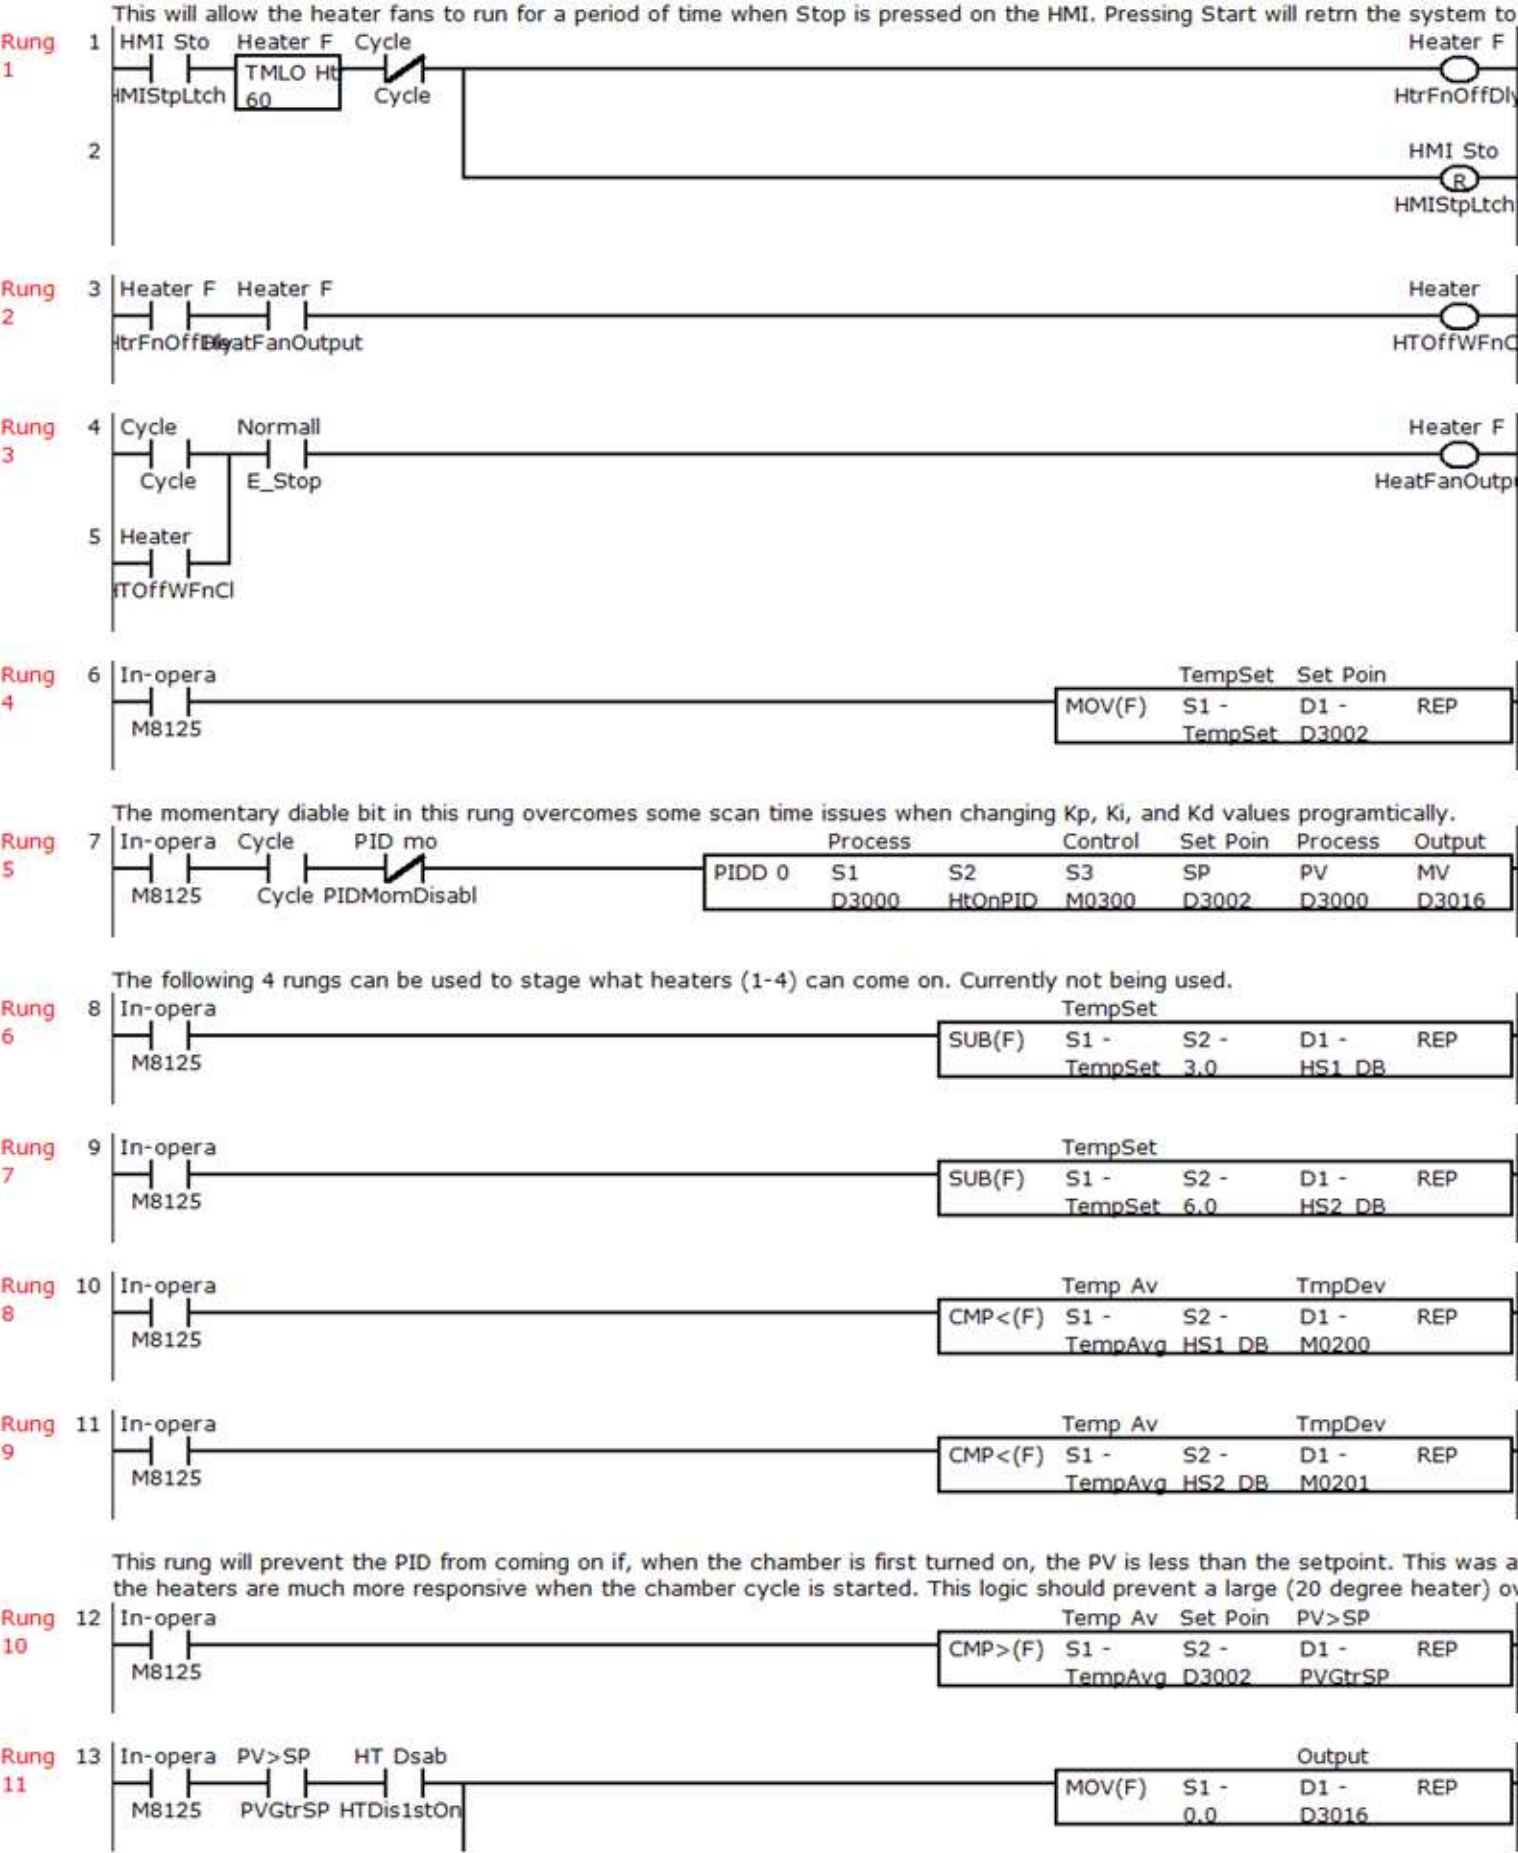 This will allow the heater fans to run for a period of time when Stop is pressed on the HMI. Pressing Start will retrn the system to
Rung 1 HMI Sto Heater F Cycle Heater F
1 TMLO Ht
HMIStpLtch 60 Cycle HtrFnOffDly
2 HMI Sto
R
HMIStpLtch
Rung 3 Heater F Heater F Heater
2
HeatFanOutput HTOffWFnC
Rung 4 Cycle Normall Heater F
3
Cycle E_Stop HeatFanOutpu
5 Heater
HTOffWFnCl
Rung 6 In-opera TempSet Set Poin
4 MOV(F) S1 - D1 - REP
M8125 TempSet D3002
The momentary diable bit in this rung overcomes some scan time issues when changing Kp, Ki, and Kd values programtically.
Rung 7 In-opera Cycle PID mo Process Control Set Poin Process Output
5 PIDD 0 S1 S2 S3 SP PV MV
M8125 Cycle PIDMomDisabl D3000 HtOnPID M0300 D3002 D3000 D3016
The following 4 rungs can be used to stage what heaters (1-4) can come on. Currently not being used.
Rung 8 In-opera TempSet
6 SUB(F) S1 - S2 - D1 - REP
M8125 TempSet 3.0 HS1_DB
Rung 9 In-opera TempSet
7 SUB(F) S1 - S2 - D1 - REP
M8125 TempSet 6.0 HS2_DB
Rung 10 In-opera Temp Av TmpDev
8 CMP<(F) S1 - S2 - D1 - REP
M8125 TempAvg HS1_DB M0200
Rung 11 In-opera Temp Av TmpDev
9 CMP<(F) S1 - S2 - D1 - REP
M8125 TempAvg HS2_DB M0201
This rung will prevent the PID from coming on if, when the chamber is first turned on, the PV is less than the setpoint. This was a
the heaters are much more responsive when the chamber cycle is started. This logic should prevent a large (20 degree heater) ov
Rung 12 In-opera Temp Av Set Poin PV>SP
10 CMP>(F) S1 - S2 - D1 - REP
M8125 TempAvg D3002 PVGtrSP
Rung 13 In-opera PV>SP HT Dsab Output
11 MOV(F) S1 - D1 - REP
M8125 PVGtrSP HTDis1stOn 0.0 D3016